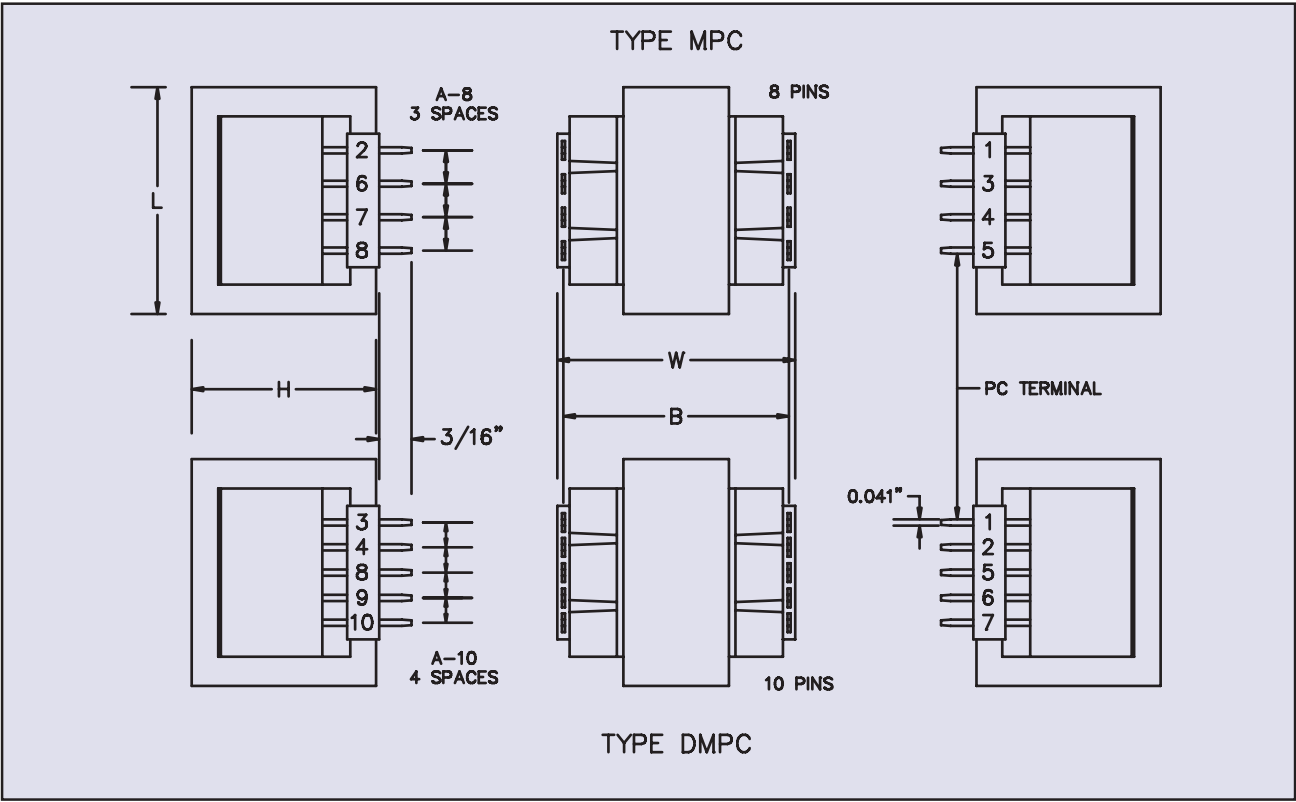 TYPE MPC
A-8
3 SPACES
8 PINS
2
6
7
8
1
3
4
5
L
W
H
B
PC TERMINAL
3/16"
0.041"
3
4
8
9
10
1
2
5
6
7
A-10
4 SPACES
10 PINS
TYPE DMPC